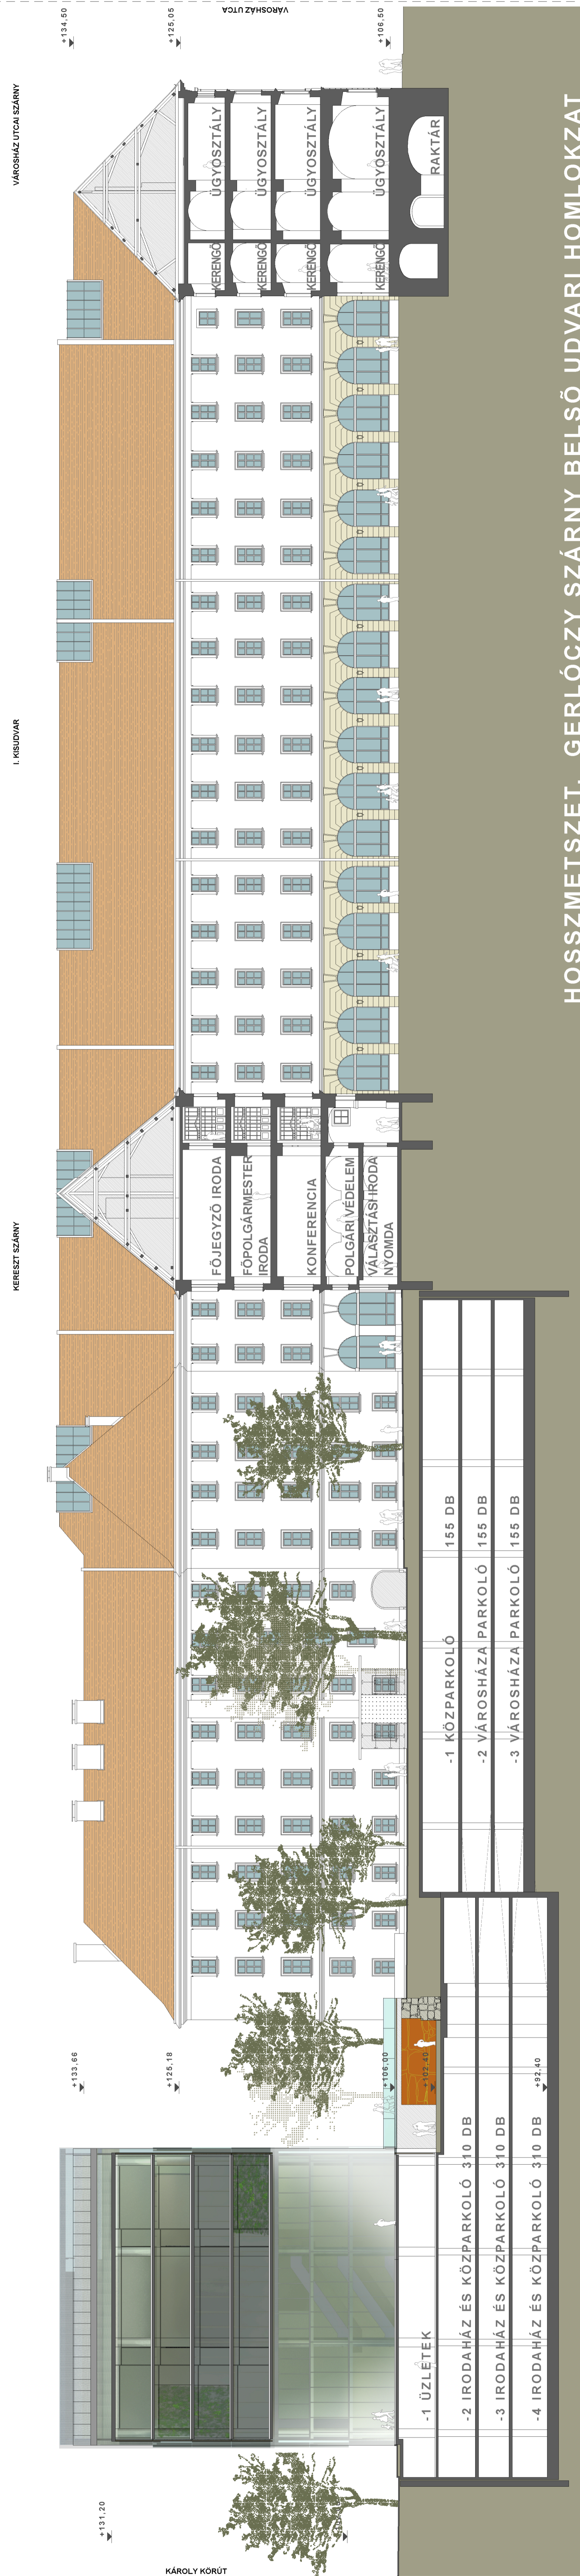 KERESZT SZÁRNY
I. KISUDVAR
VÁROSHÁZ UTCAI SZÁRNY
+134,50
+125,05
+106,50
VÁROSHÁZ UTCA
+133,66
+125,18
+106,00
+102,40
+92,40
+131,20
KÁROLY KÖRÚT
FŐJEGYZŐ IRODA
FŐPOLGÁRMESTER
IRODA
KONFERENCIA
POLGÁRI VÉDELEM
VÁLASZTÁSI IRODA
NYOMDA
KERENGŐ
ÜGYOSZTÁLY
KERENGŐ
ÜGYOSZTÁLY
KERENGŐ
ÜGYOSZTÁLY
KERENGŐ
ÜGYOSZTÁLY
RAKTÁR
-1 ÜZLETEK
-2 IRODAHÁZ ÉS KÖZPARKOLÓ 310 DB
-3 IRODAHÁZ ÉS KÖZPARKOLÓ 310 DB
-4 IRODAHÁZ ÉS KÖZPARKOLÓ 310 DB
-1 KÖZPARKOLÓ 155 DB
-2 VÁROSHÁZA PARKOLÓ 155 DB
-3 VÁROSHÁZA PARKOLÓ 155 DB
HOSSZMETSZET, GERLÓCZY SZÁRNY BELSŐ UDVARI HOMLOKZAT